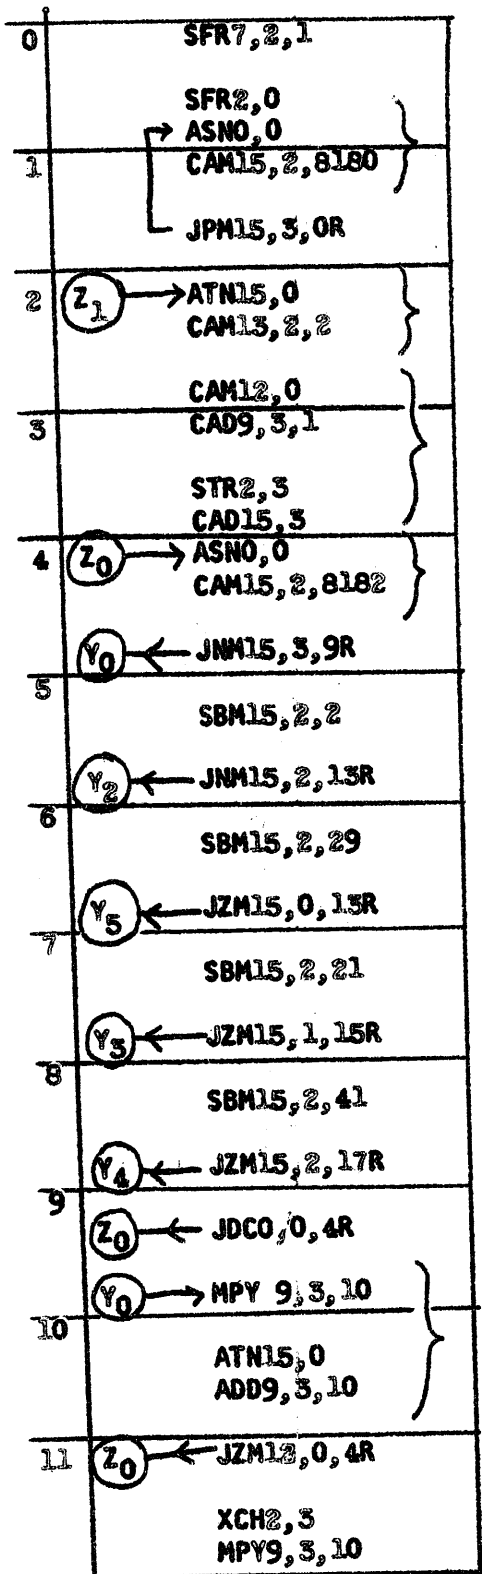 0 SFR7,2,1
SFR2,0
ASN0,0
1 CAM15,2,8180
JPM15,3,0R
2 Z1 ATN15,0
CAM13,2,2
CAM12,0
3 CAD9,3,1
STR2,3
CAD15,3
4 Z0 ASN0,0
CAM15,2,8182
Y0 JNM15,3,9R
5
SBM15,2,2
Y2 JNM15,2,13R
6
SBM15,2,29
Y5 JZM15,0,13R
7
SBM15,2,21
Y3 JZM15,1,15R
8
SBM15,2,41
Y4 JZM15,2,17R
9
Z0 JDC0,0,4R
Y0 MPY 9,3,10
10
ATN15,0
ADD9,3,10
11 Z0 JZM12,0,4R
XCH2,3
MPY9,3,10